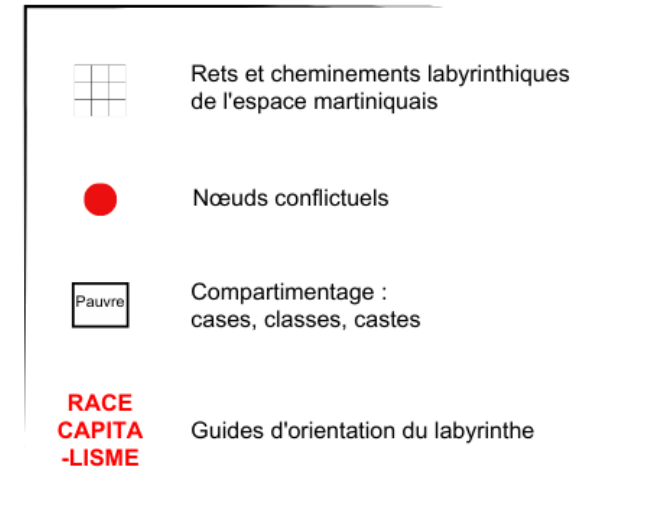 Rets et cheminements labyrinthiques
de l'espace martiniquais
Nœuds conflictuels
Pauvre
Compartimentage :
cases, classes, castes
RACE
CAPITA
-LISME
Guides d'orientation du labyrinthe